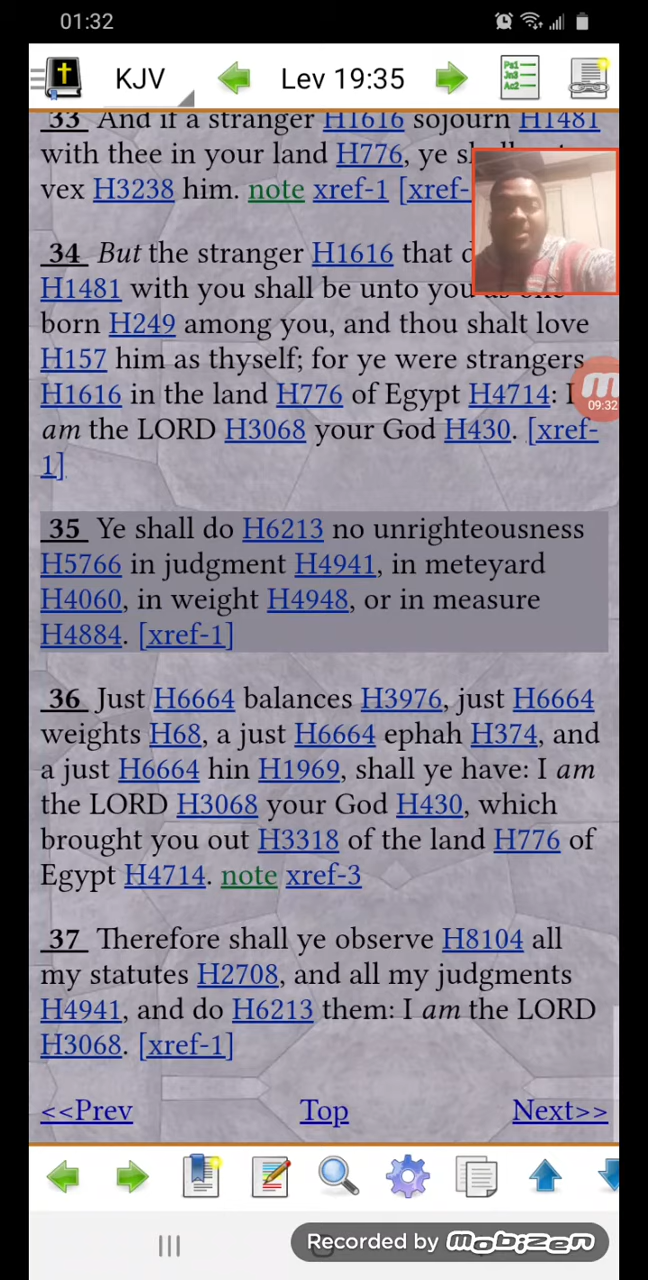 01:32
KJV
Lev 19:35
33 And if a stranger H1616 sojourn H1481
with thee in your land H776, ye
vex H3238 him. note xref-1 [xref-
34 But the stranger H1616 that
H1481 with you shall be unto you as one
born H249 among you, and thou shalt love
H157 him as thyself; for ye were strangers
H1616 in the land H776 of Egypt H4714: I
09:32
am the LORD H3068 your God H430. [xref-
1]
35 Ye shall do H6213 no unrighteousness
H5766 in judgment H4941, in meteyard
H4060, in weight H4948, or in measure
H4884. [xref-1]
36 Just H6664 balances H3976, just H6664
weights H68, a just H6664 ephah H374, and
a just H6664 hin H1969, shall ye have: I am
the LORD H3068 your God H430, which
brought you out H3318 of the land H776 of
Egypt H4714. note xref-3
37 Therefore shall ye observe H8104 all
my statutes H2708, and all my judgments
H4941, and do H6213 them: I am the LORD
H3068. [xref-1]
<<Prev Top Next>>
Recorded by mobizen